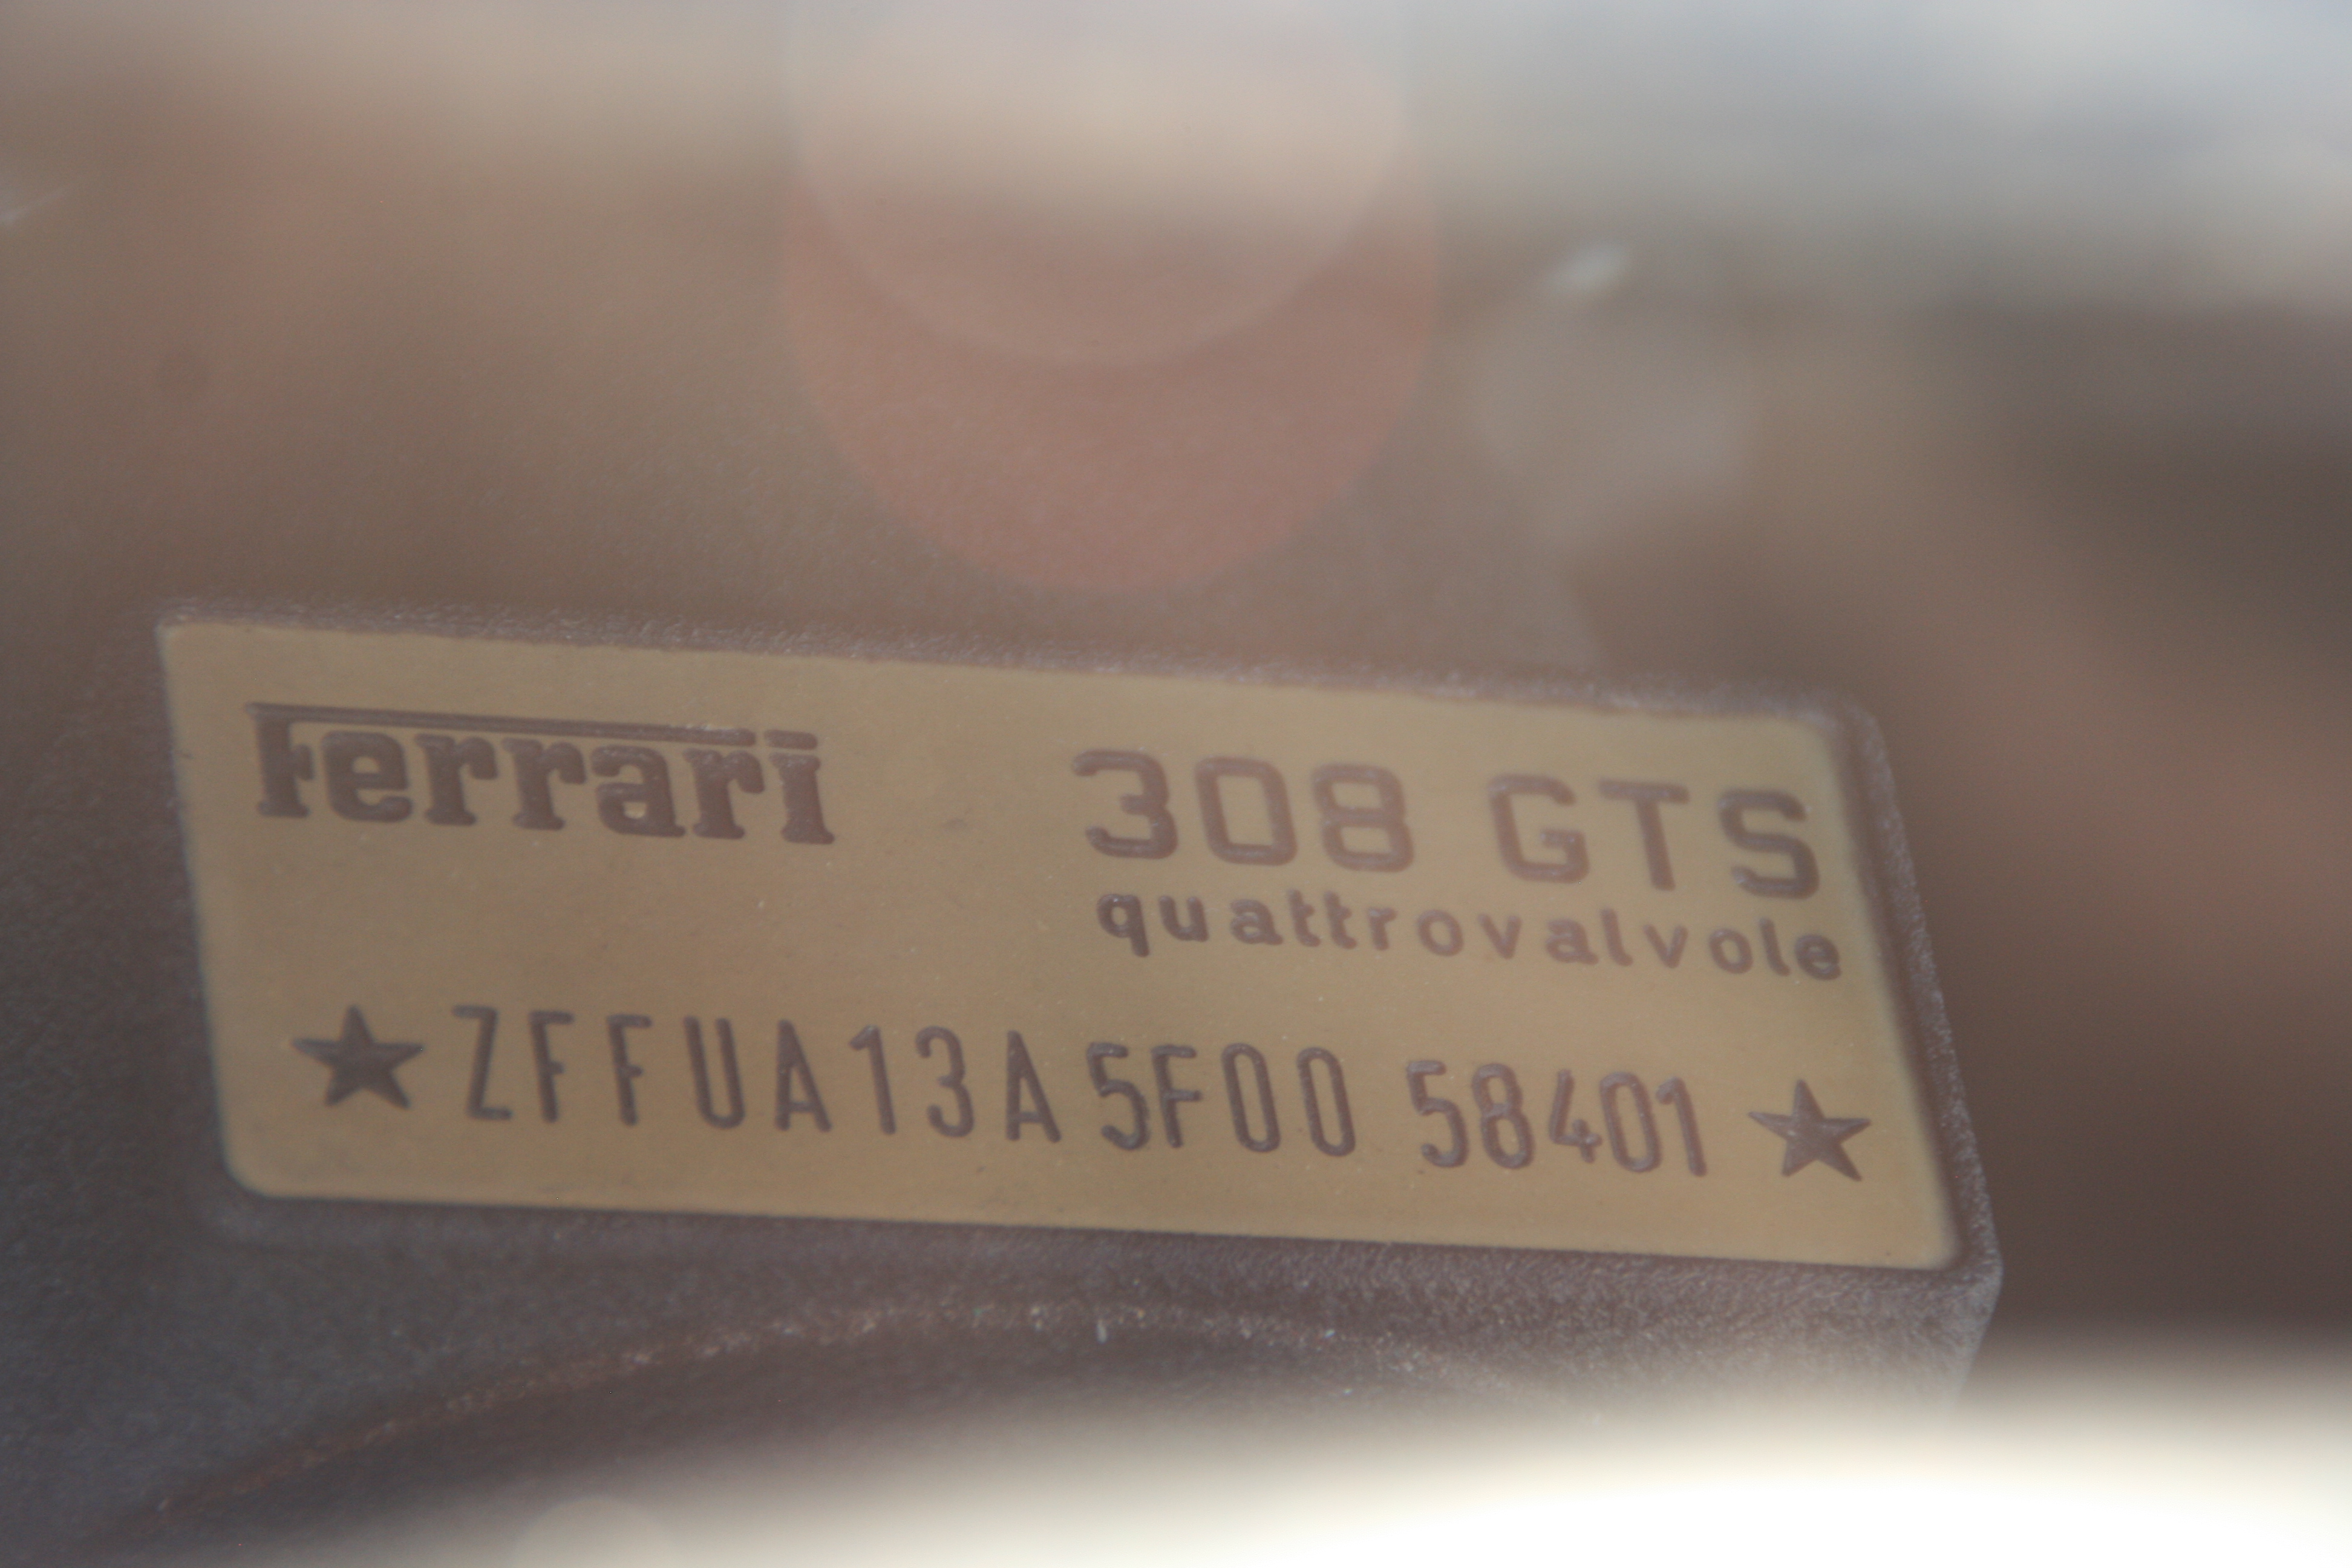 Ferrari 308 GTS
quattrovalvole
★ ZFFUA13A5F00 58401 ★